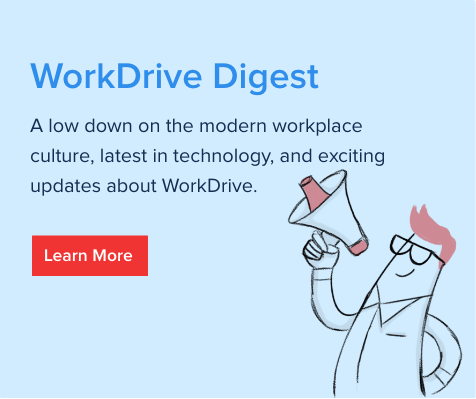 WorkDrive Digest
A low down on the modern workplace
culture, latest in technology, and exciting
updates about WorkDrive.
Learn More